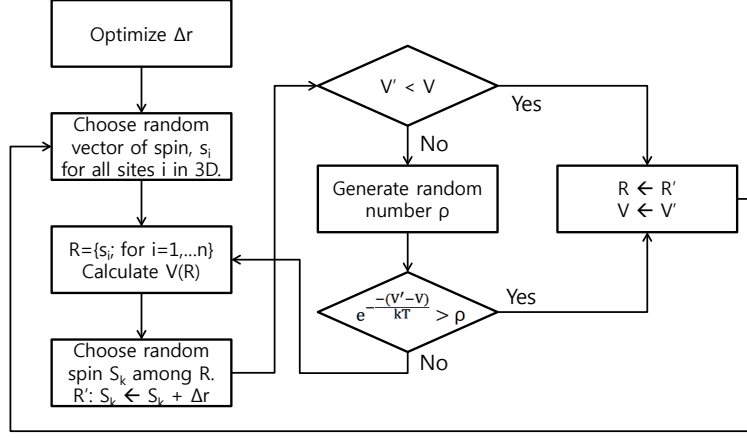 Optimize Δr
Choose random
vector of spin, sᵢ
for all sites i in 3D.
R={sᵢ; for i=1,...n}
Calculate V(R)
Choose random
spin Sₖ among R.
R': Sₖ ← Sₖ + Δr
V' < V
Yes
No
Generate random
number ρ
e^{-\frac{-(V'-V)}{kT}} > ρ
Yes
No
R ← R'
V ← V'